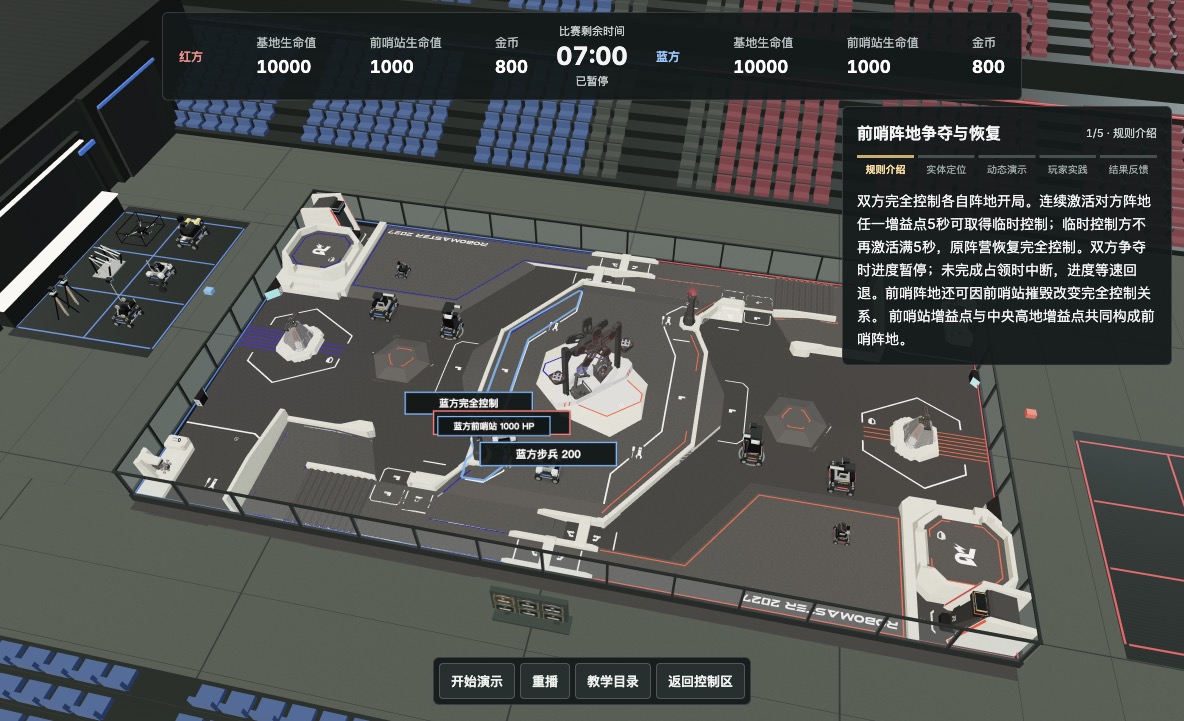 比赛剩余时间
红方
基地生命值
10000
前哨站生命值
1000
金币
800
07:00
已暂停
蓝方
基地生命值
10000
前哨站生命值
1000
金币
800
前哨阵地争夺与恢复
1/5 · 规则介绍
规则介绍
实体定位
动态演示
玩家实践
结果反馈
双方完全控制各自阵地开局。连续激活对方阵地
任一增益点5秒可取得临时控制；临时控制方不
再激活满5秒，原阵营恢复完全控制。双方争夺
时进度暂停；未完成占领时中断，进度等速回
退。前哨阵地还可因前哨站摧毁改变完全控制关
系。 前哨站增益点与中央高地增益点共同构成前
哨阵地。
ROBOMASTER 2027
蓝方完全控制
蓝方前哨站 1000 HP
蓝方步兵 200
ROBOMASTER 2027
开始演示
重播
教学目录
返回控制区